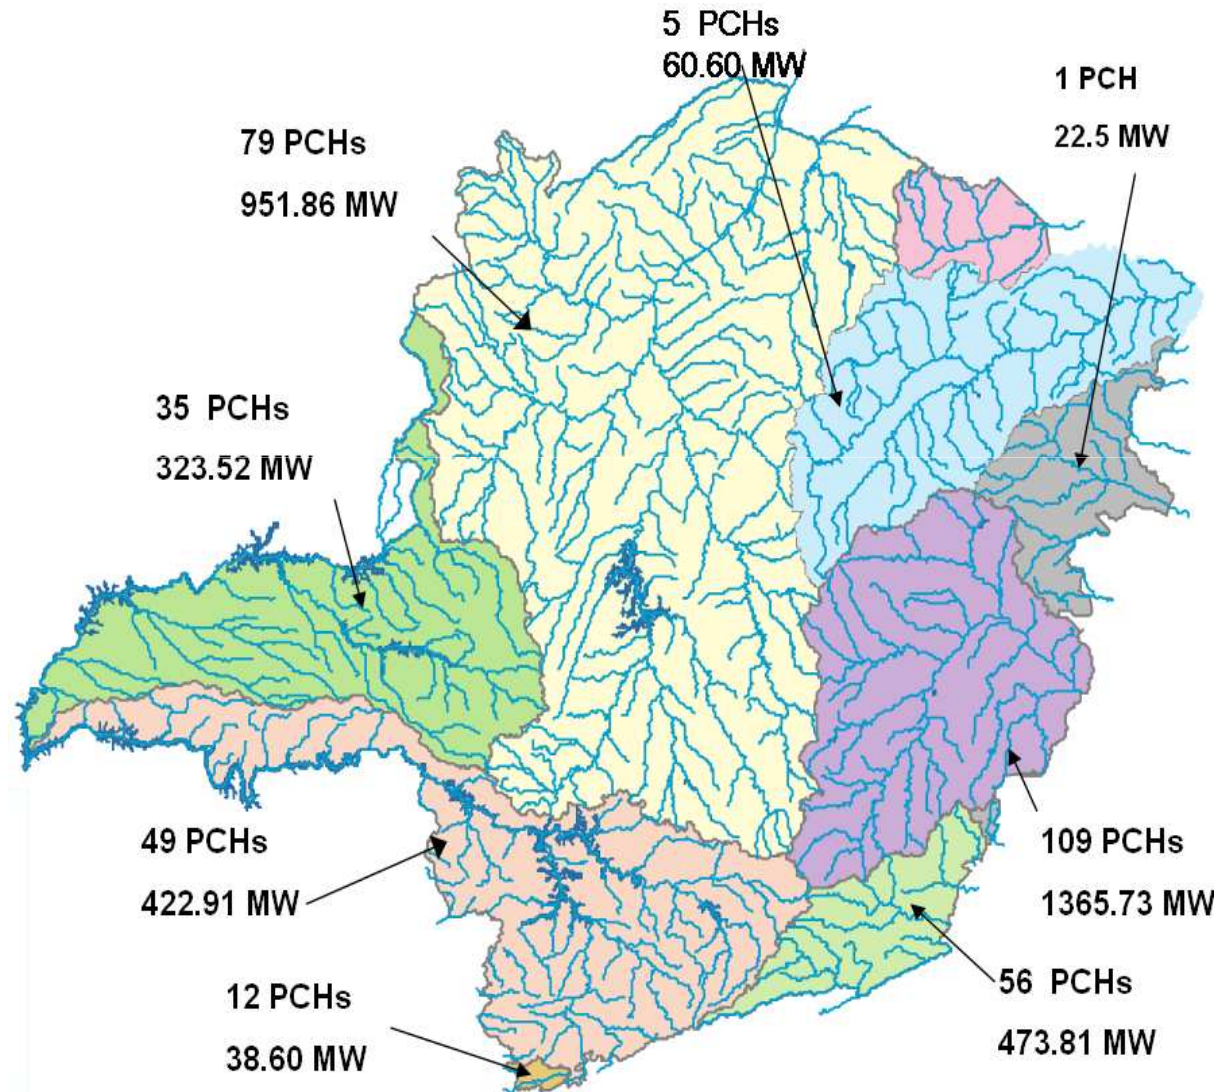 5 PCHs
60.60 MW
1 PCH
22.5 MW
79 PCHs
951.86 MW
35 PCHs
323.52 MW
49 PCHs
422.91 MW
109 PCHs
1365.73 MW
12 PCHs
38.60 MW
56 PCHs
473.81 MW